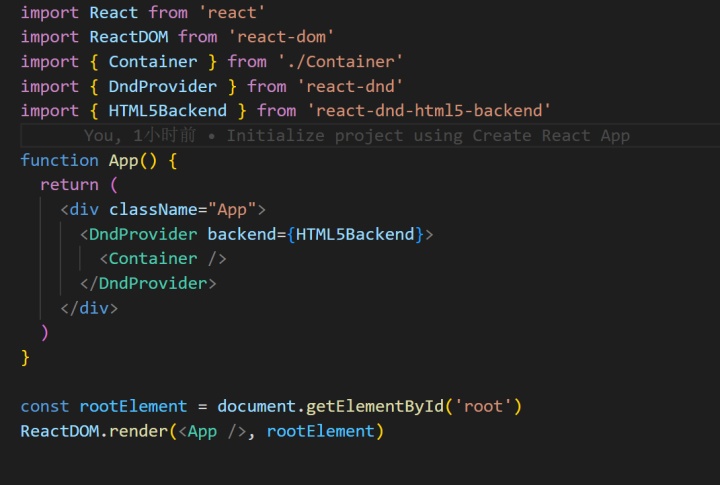 import React from 'react'
import ReactDOM from 'react-dom'
import { Container } from './Container'
import { DndProvider } from 'react-dnd'
import { HTML5Backend } from 'react-dnd-html5-backend'
You, 1小时前 • Initialize project using Create React App
function App() {
  return (
    <div className="App">
      <DndProvider backend={HTML5Backend}>
        <Container />
      </DndProvider>
    </div>
  )
}

const rootElement = document.getElementById('root')
ReactDOM.render(<App />, rootElement)